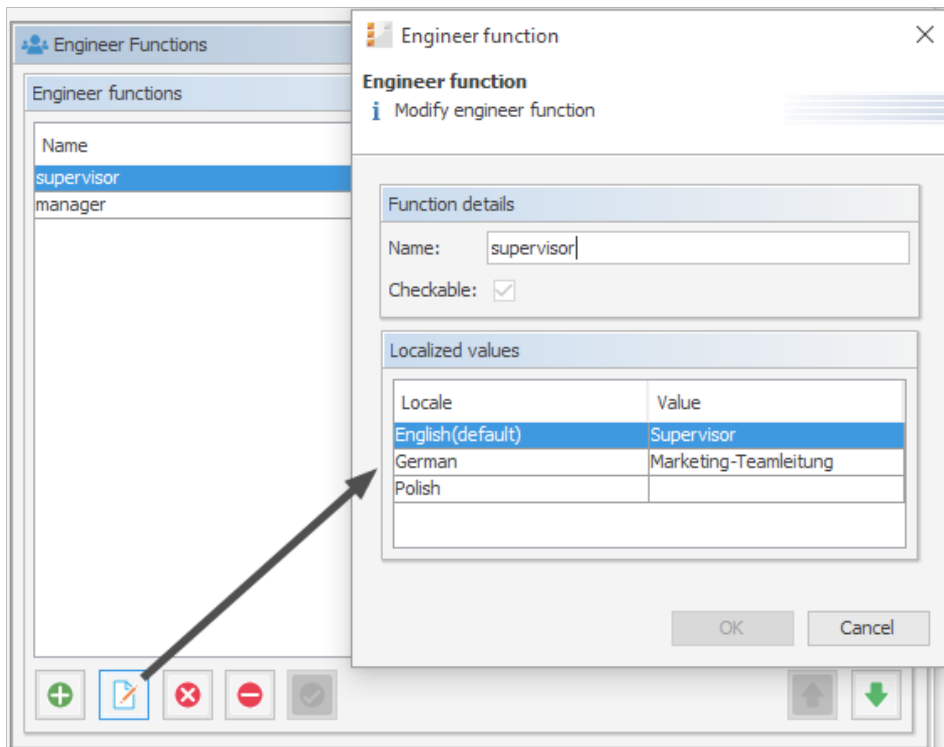 Engineer Functions
Engineer functions
Name
supervisor
manager
Engineer function
Engineer function
i Modify engineer function
Function details
Name: supervisor
Checkable:
Localized values
Locale Value
English(default) Supervisor
German Marketing-Teamleitung
Polish
OK Cancel